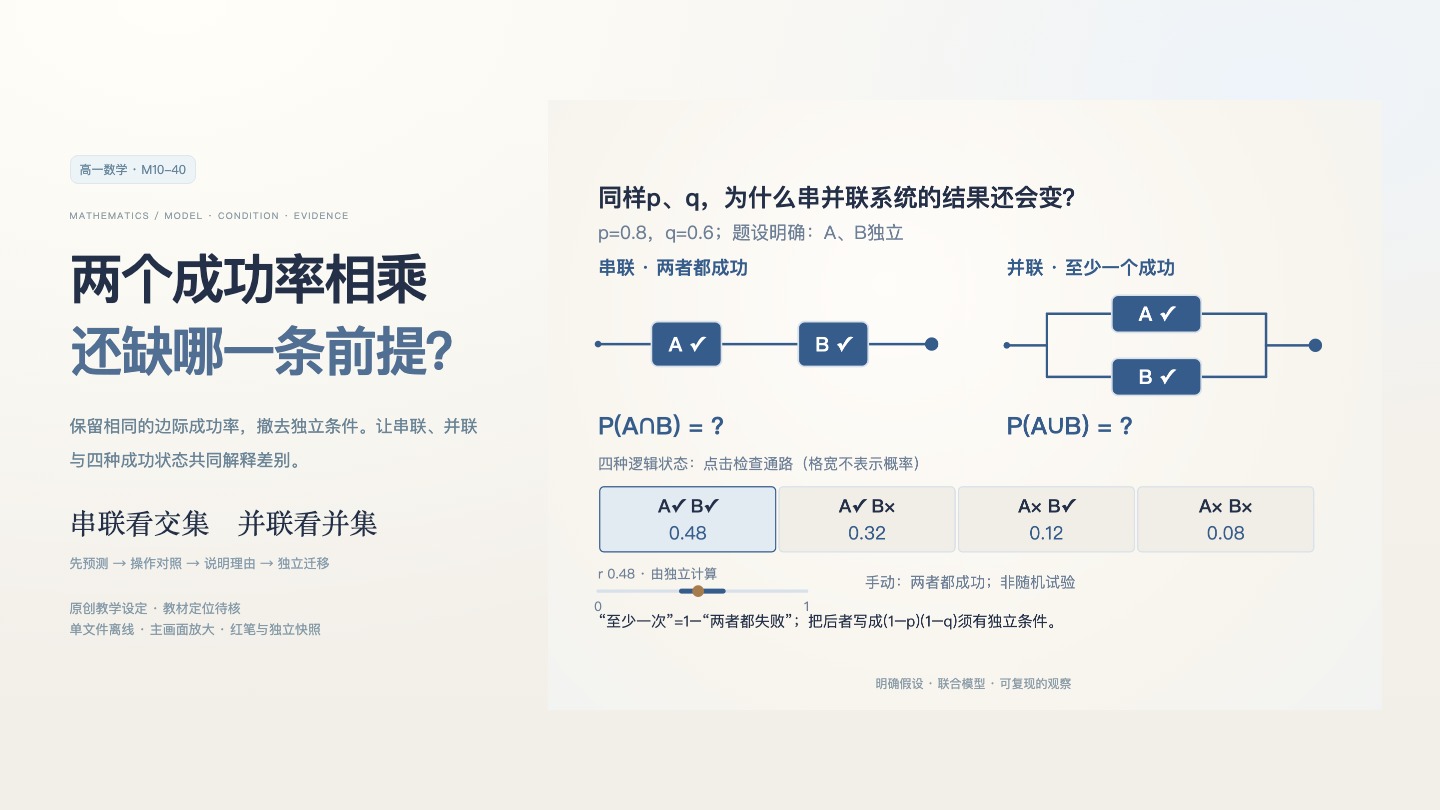 高一数学 · M10–40
MATHEMATICS / MODEL · CONDITION · EVIDENCE
两个成功率相乘
还缺哪一条前提？
保留相同的边际成功率，撤去独立条件。让串联、并联
与四种成功状态共同解释差别。
串联看交集　并联看并集
先预测 → 操作对照 → 说明理由 → 独立迁移
原创教学设定 · 教材定位待核
单文件离线 · 主画面放大 · 红笔与独立快照
同样p、q，为什么串并联系统的结果还会变？
p=0.8，q=0.6；题设明确：A、B独立
串联 · 两者都成功
A ✓
B ✓
P(A∩B) = ?
并联 · 至少一个成功
A ✓
B ✓
P(A∪B) = ?
四种逻辑状态：点击检查通路（格宽不表示概率）
A✓ B✓
0.48
A✓ B×
0.32
A× B✓
0.12
A× B×
0.08
r 0.48 · 由独立计算
0
1
手动：两者都成功；非随机试验
“至少一次”=1−“两者都失败”；把后者写成(1−p)(1−q)须有独立条件。
明确假设 · 联合模型 · 可复现的观察